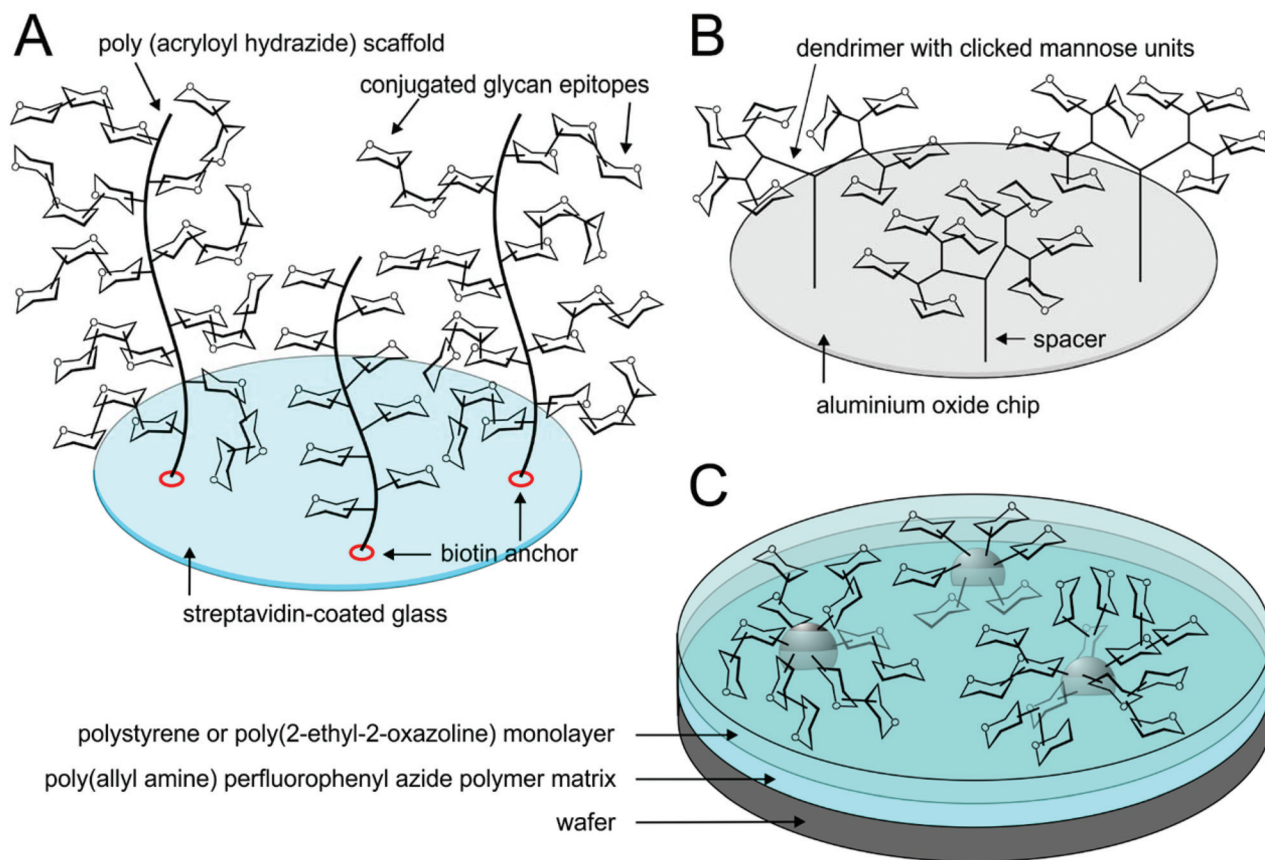 A
poly (acryloyl hydrazide) scaffold
conjugated glycan epitopes
biotin anchor
streptavidin-coated glass
B
dendrimer with clicked mannose units
spacer
aluminium oxide chip
C
polystyrene or poly(2-ethyl-2-oxazoline) monolayer
poly(allyl amine) perfluorophenyl azide polymer matrix
wafer